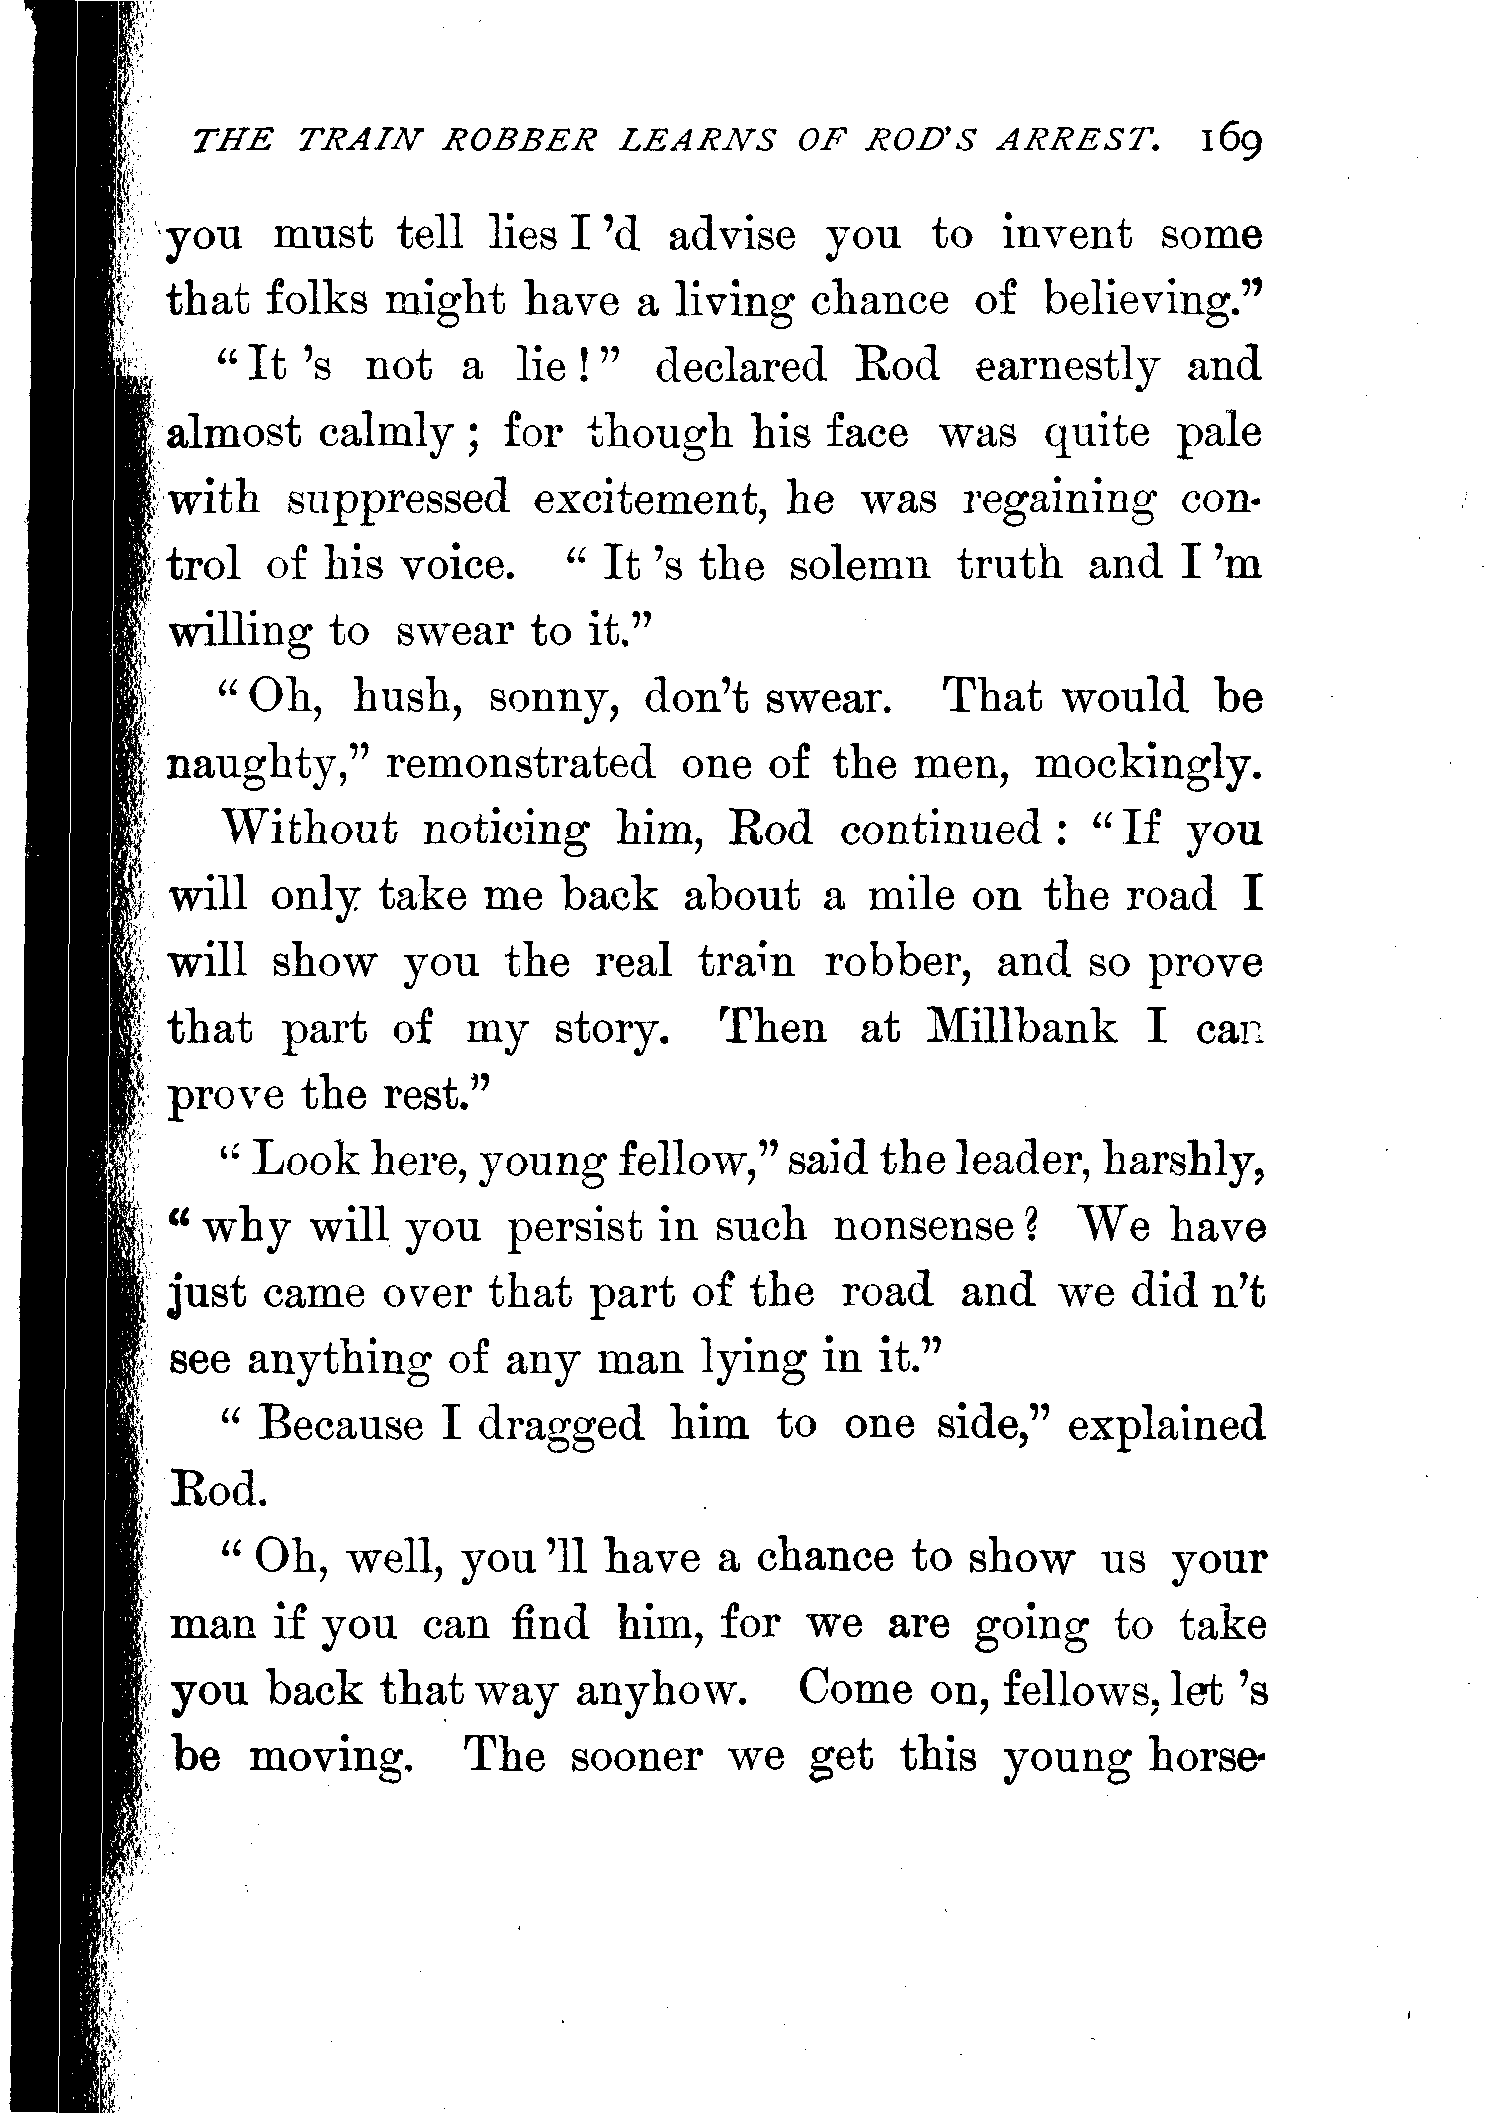 THE TRAIN ROBBER LEARNS OF ROD'S ARREST. 169
you must tell lies I 'd advise you to invent some
that folks might have a living chance of believing."
"It 's not a lie!" declared Rod earnestly and
almost calmly; for though his face was quite pale
with suppressed excitement, he was regaining con-
trol of his voice. "It 's the solemn truth and I 'm
willing to swear to it."
"Oh, hush, sonny, don't swear. That would be
naughty," remonstrated one of the men, mockingly.
Without noticing him, Rod continued: "If you
will only take me back about a mile on the road I
will show you the real train robber, and so prove
that part of my story. Then at Millbank I can
prove the rest."
"Look here, young fellow," said the leader, harshly,
"why will you persist in such nonsense? We have
just came over that part of the road and we did n't
see anything of any man lying in it."
"Because I dragged him to one side," explained
Rod.
"Oh, well, you 'll have a chance to show us your
man if you can find him, for we are going to take
you back that way anyhow. Come on, fellows, let 's
be moving. The sooner we get this young horse-